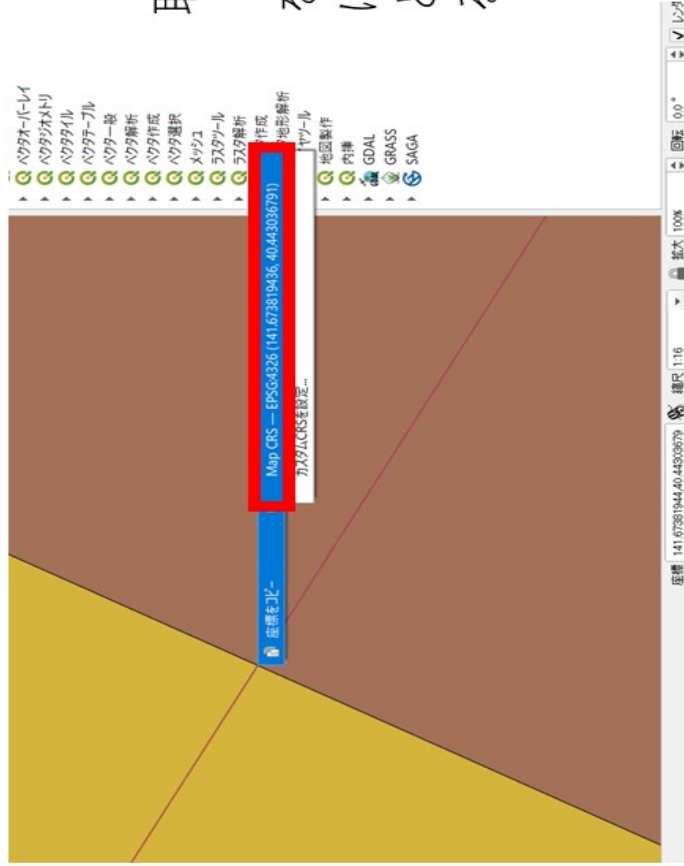 ベクタオーバーレイ
ベクタジオメトリ
ベクタタイル
ベクタテーブル
ベクタ一般
ベクタ解析
ベクタ作成
ベクタ選択
メッシュ
ラスタツール
ラスタ解析
作成
地形解析
ヤツール
地図製作
内挿
GDAL
GRASS
SAGA
座標をコピー
Map CRS — EPSG:4326 (141.673819436, 40.443036791)
カスタムCRSを設定...
座標 141.67381944,40.44303679 縮尺 1:16 拡大 100% 回転 0.0 ° レンダ